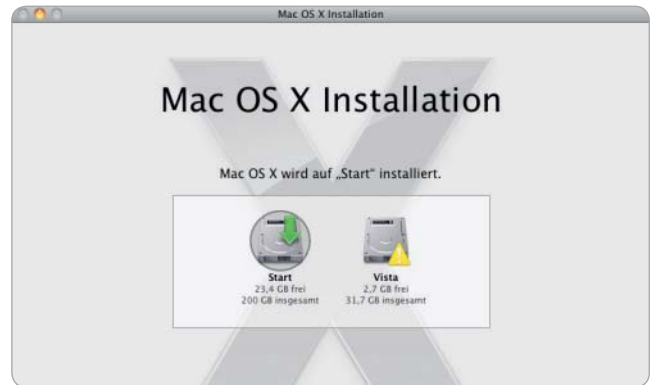 Mac OS X Installation
Mac OS X Installation
Mac OS X wird auf „Start“ installiert.
Start
23,4 GB frei
200 GB insgesamt
Vista
2,7 GB frei
31,7 GB insgesamt